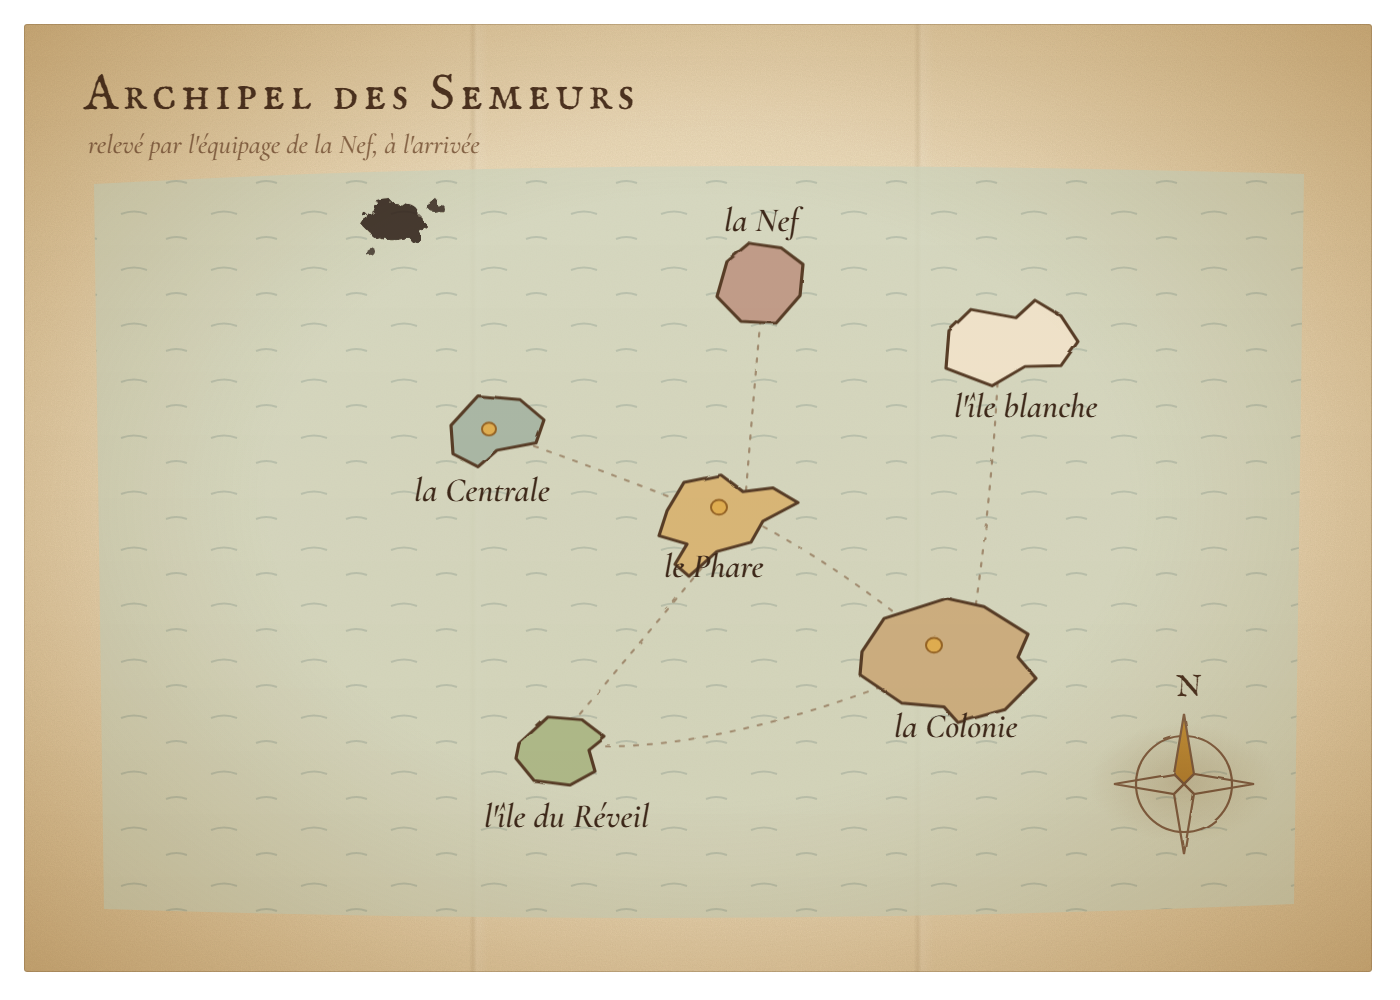 Archipel des Semeurs
relevé par l'équipage de la Nef, à l'arrivée
la Nef
l'île blanche
la Centrale
le Phare
la Colonie
N
l'île du Réveil